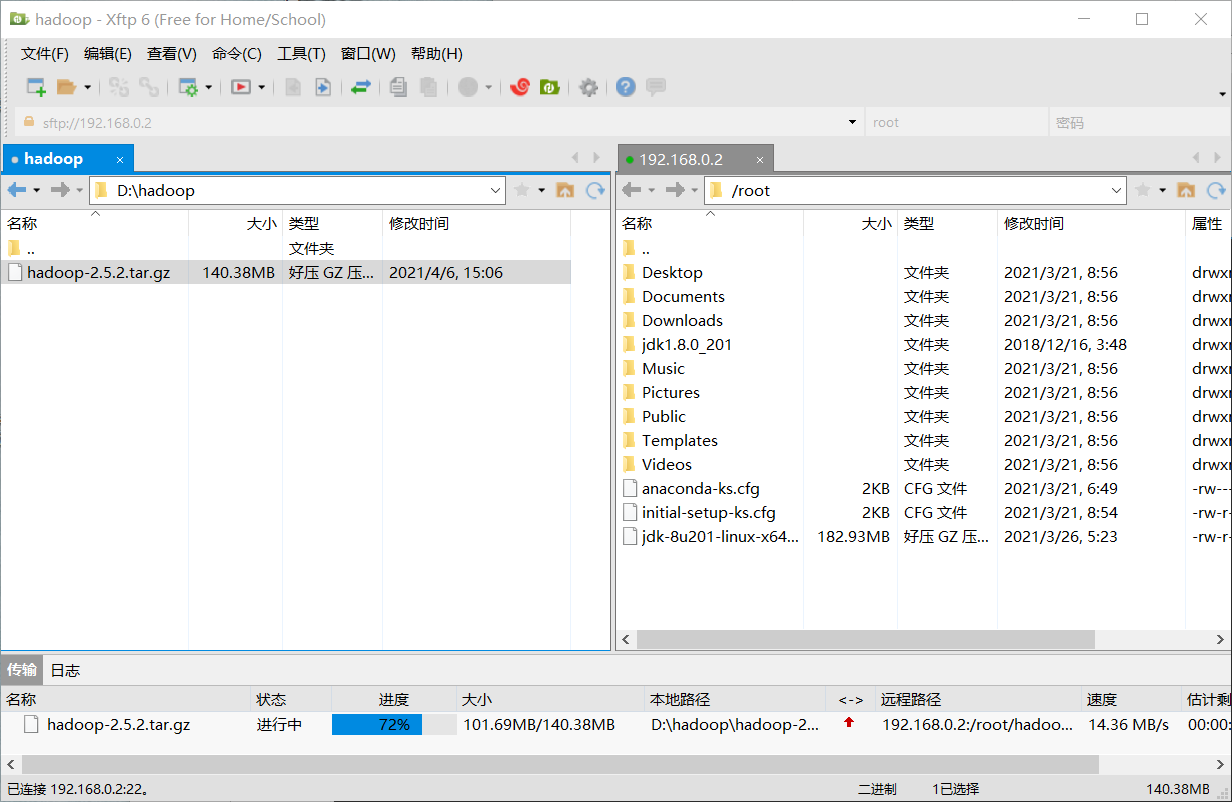 hadoop - Xftp 6 (Free for Home/School)
文件(F) 编辑(E) 查看(V) 命令(C) 工具(T) 窗口(W) 帮助(H)
sftp://192.168.0.2 root 密码
hadoop × 192.168.0.2 ×
D:\hadoop /root
名称 大小 类型 修改时间
.. 文件夹
hadoop-2.5.2.tar.gz 140.38MB 好压 GZ 压... 2021/4/6, 15:06
名称 大小 类型 修改时间 属性
..
Desktop 文件夹 2021/3/21, 8:56 drwxr
Documents 文件夹 2021/3/21, 8:56 drwxr
Downloads 文件夹 2021/3/21, 8:56 drwxr
jdk1.8.0_201 文件夹 2018/12/16, 3:48 drwxr
Music 文件夹 2021/3/21, 8:56 drwxr
Pictures 文件夹 2021/3/21, 8:56 drwxr
Public 文件夹 2021/3/21, 8:56 drwxr
Templates 文件夹 2021/3/21, 8:56 drwxr
Videos 文件夹 2021/3/21, 8:56 drwxr
anaconda-ks.cfg 2KB CFG 文件 2021/3/21, 6:49 -rw---
initial-setup-ks.cfg 2KB CFG 文件 2021/3/21, 8:54 -rw-r-
jdk-8u201-linux-x64... 182.93MB 好压 GZ 压... 2021/3/26, 5:23 -rw-r-
传输 日志
名称 状态 进度 大小 本地路径 <-> 远程路径 速度 估计剩
hadoop-2.5.2.tar.gz 进行中 72% 101.69MB/140.38MB D:\hadoop\hadoop-2... 192.168.0.2:/root/hadoo... 14.36 MB/s 00:00:
已连接 192.168.0.2:22。 二进制 1已选择 140.38MB